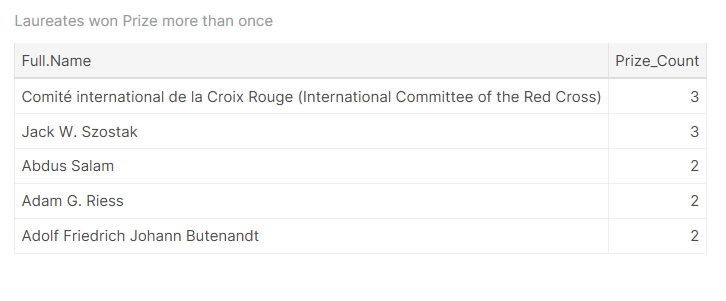 Laureates won Prize more than once
Full.Name Prize_Count
Comité international de la Croix Rouge (International Committee of the Red Cross) 3
Jack W. Szostak 3
Abdus Salam 2
Adam G. Riess 2
Adolf Friedrich Johann Butenandt 2